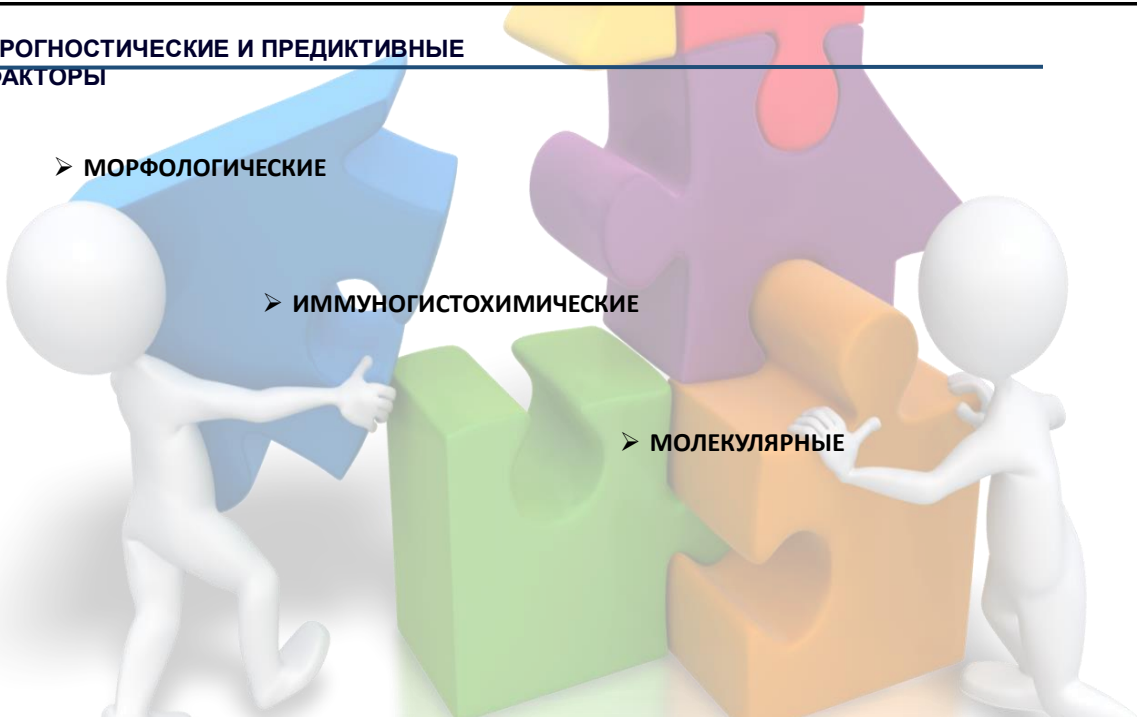 РОГНОСТИЧЕСКИЕ И ПРЕДИКТИВНЫЕ
АКТОРЫ
➢ МОРФОЛОГИЧЕСКИЕ
➢ ИММУНОГИСТОХИМИЧЕСКИЕ
➢ МОЛЕКУЛЯРНЫЕ